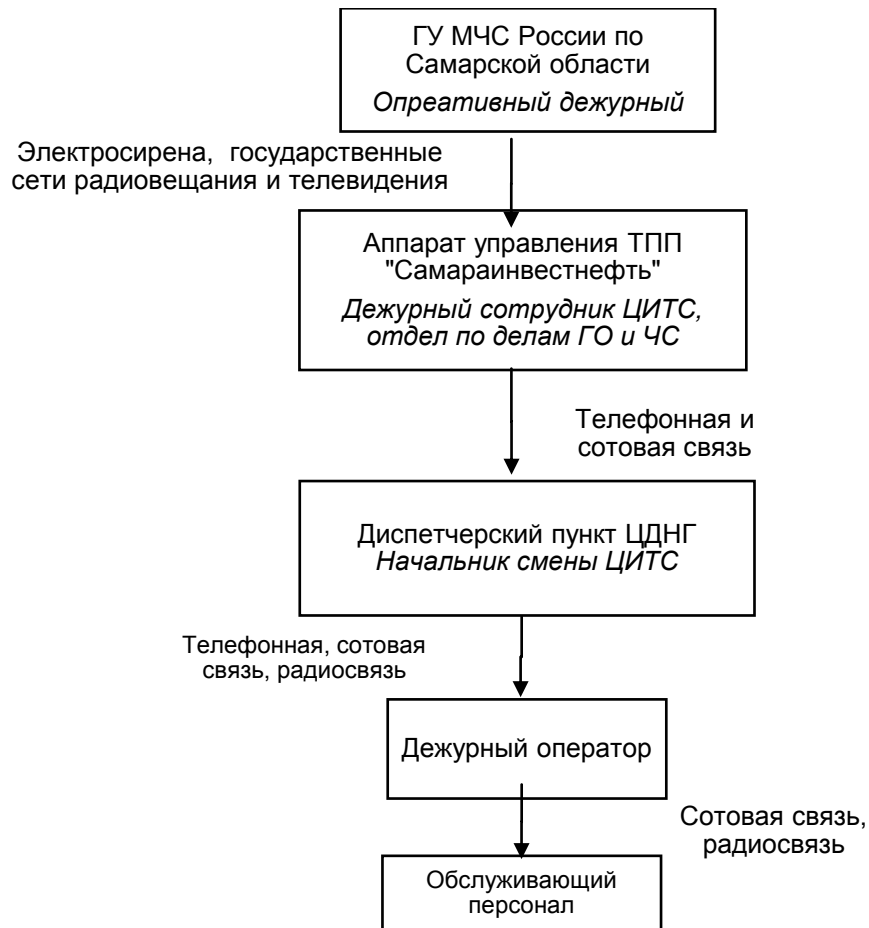 ГУ МЧС России по
Самарской области
Опреативный дежурный
Электросирена, государственные
сети радиовещания и телевидения
Аппарат управления ТПП
"Самараинвестнефть"
Дежурный сотрудник ЦИТС,
отдел по делам ГО и ЧС
Телефонная и
сотовая связь
Диспетчерский пункт ЦДНГ
Начальник смены ЦИТС
Телефонная, сотовая
связь, радиосвязь
Дежурный оператор
Сотовая связь,
радиосвязь
Обслуживающий
персонал